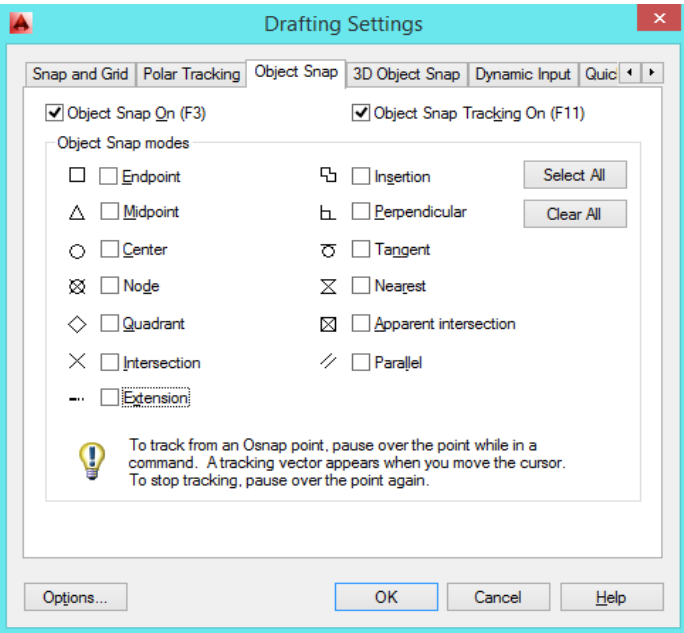 Drafting Settings
Snap and Grid Polar Tracking Object Snap 3D Object Snap Dynamic Input Quic
Object Snap On (F3) Object Snap Tracking On (F11)
Object Snap modes
Endpoint Insertion Select All
Midpoint Perpendicular Clear All
Center Tangent
Node Nearest
Quadrant Apparent intersection
Intersection Parallel
Extension
To track from an Osnap point, pause over the point while in a
command. A tracking vector appears when you move the cursor.
To stop tracking, pause over the point again.
Options... OK Cancel Help